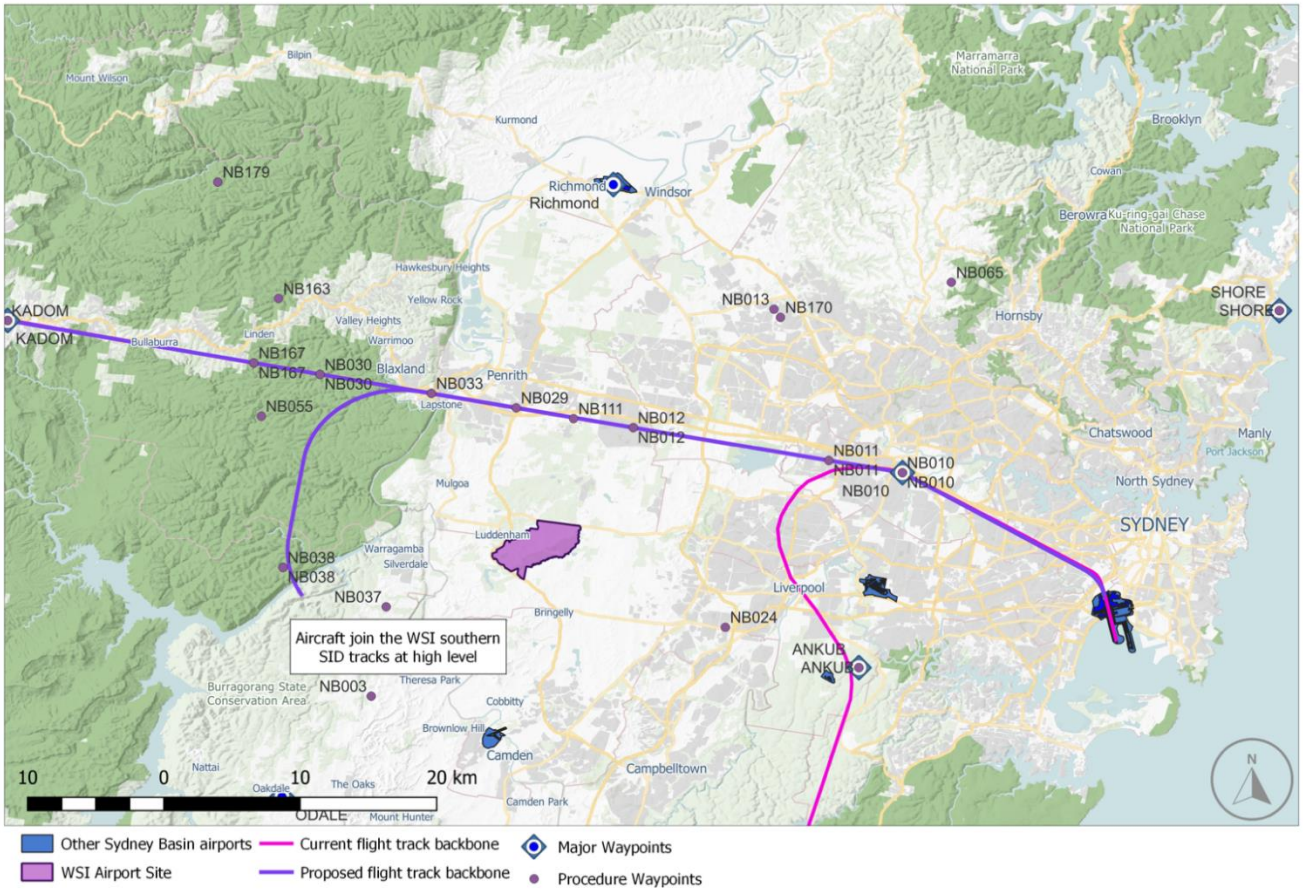 Marramarra
National Park
Bilpin
Mount Wilson
Brooklyn
Kurmond
Cowan
NB179
Richmond
Windsor
Richmond
Berowra
Ku-ring-gai Chase
National Park
Hawkesbury Heights
NB065
NB163
Yellow Rock
NB013
NB170
SHORE
SHORE
KADOM
KADOM
Hornsby
Valley Heights
Linden
Bullaburra
Warrimoo
NB167
NB167
NB030
NB030
Blaxland
Penrith
NB033
Lapstone
NB029
NB055
NB111
NB012
NB012
Chatswood
Manly
Port Jackson
NB011
NB011
NB010
NB010
NB010
North Sydney
Mulgoa
SYDNEY
Luddenham
Warragamba
Silverdale
NB038
NB038
Liverpool
NB037
Bringelly
NB024
Aircraft join the WSI southern
SID tracks at high level
ANKUB
ANKUB
Theresa Park
NB003
Burragorang State
Conservation Area
Cobbitty
Brownlow Hill
Camden
Nattai
Campbelltown
10 0 10 20 km
Oakdale
The Oaks
Camden Park
ODALE
Mount Hunter
N
Other Sydney Basin airports
Current flight track backbone
Major Waypoints
WSI Airport Site
Proposed flight track backbone
Procedure Waypoints